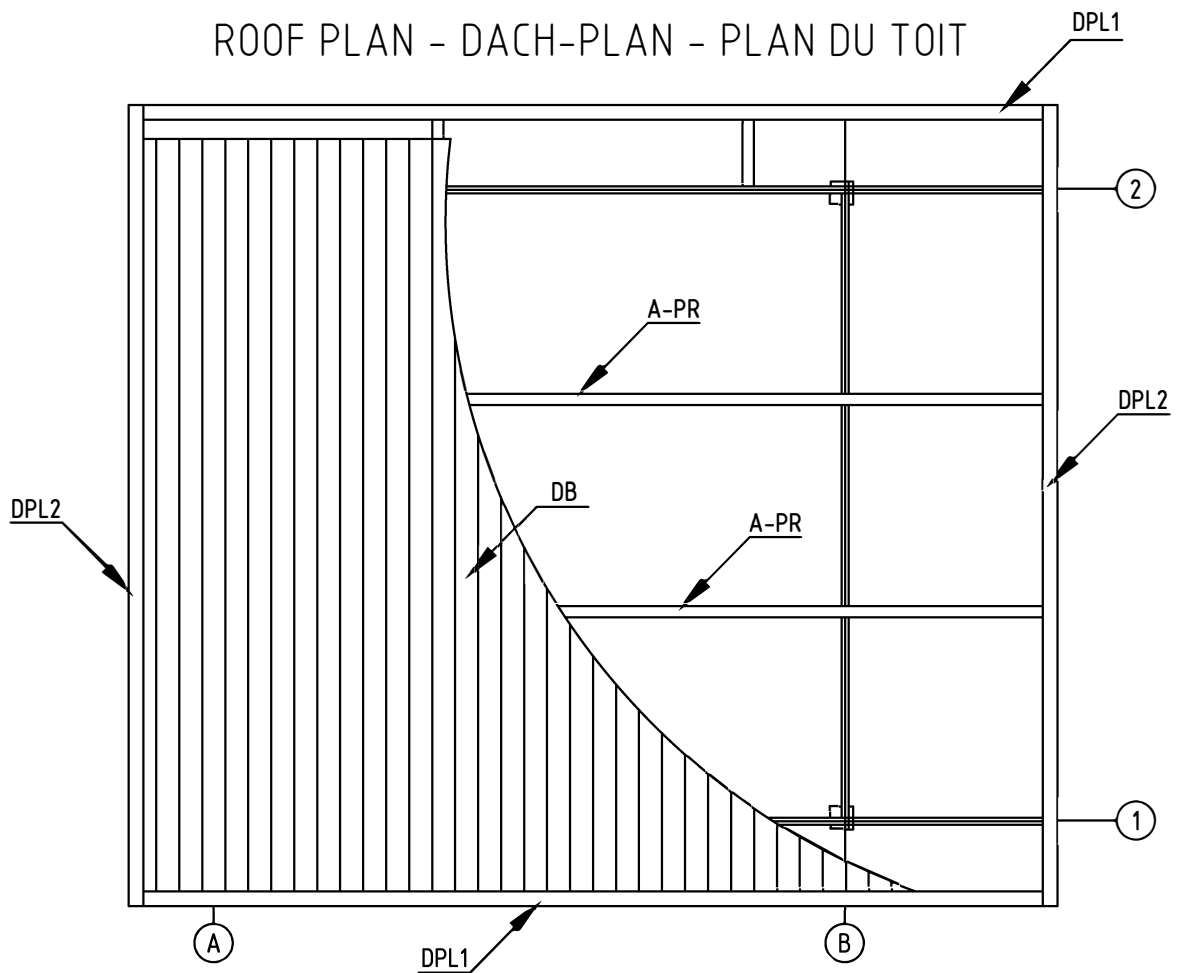 ROOF PLAN - DACH-PLAN - PLAN DU TOIT
DPL1
2
A-PR
DPL2
DB
DPL2
A-PR
1
A
B
DPL1